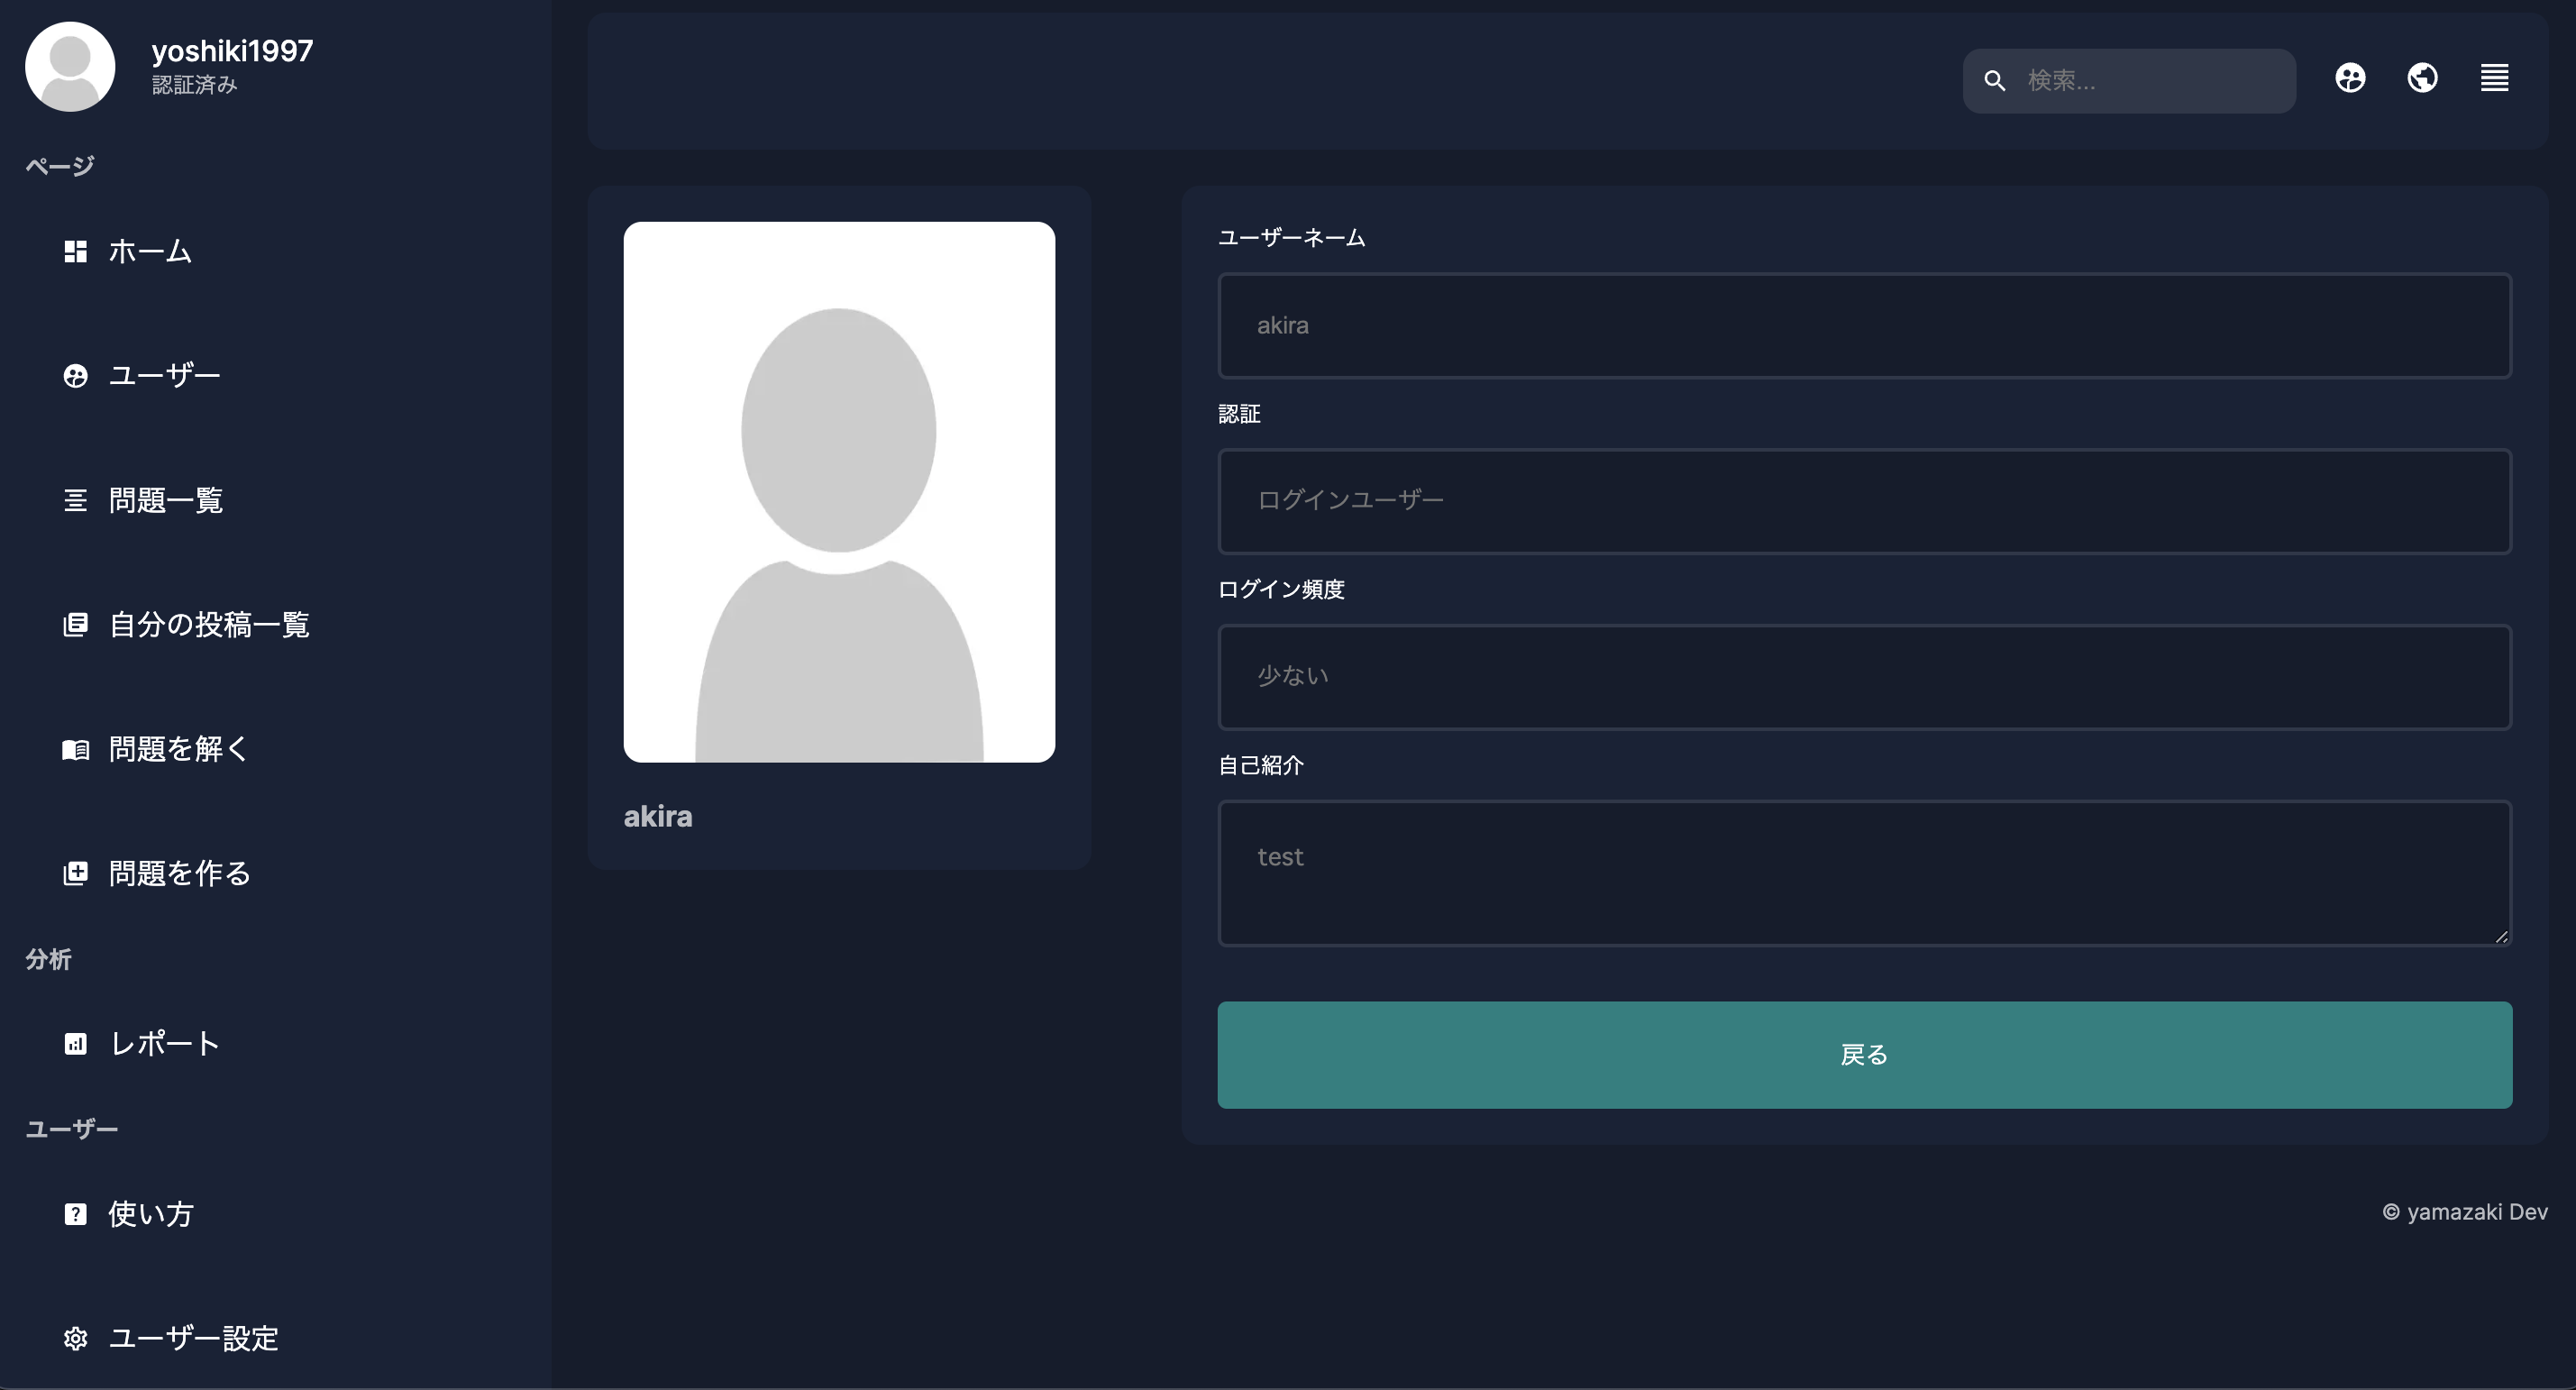 yoshiki1997
認証済み
ページ
ホーム
ユーザー
問題一覧
自分の投稿一覧
問題を解く
問題を作る
分析
レポート
ユーザー
使い方
ユーザー設定
検索...
akira
ユーザーネーム
akira
認証
ログインユーザー
ログイン頻度
少ない
自己紹介
test
戻る
© yamazaki Dev